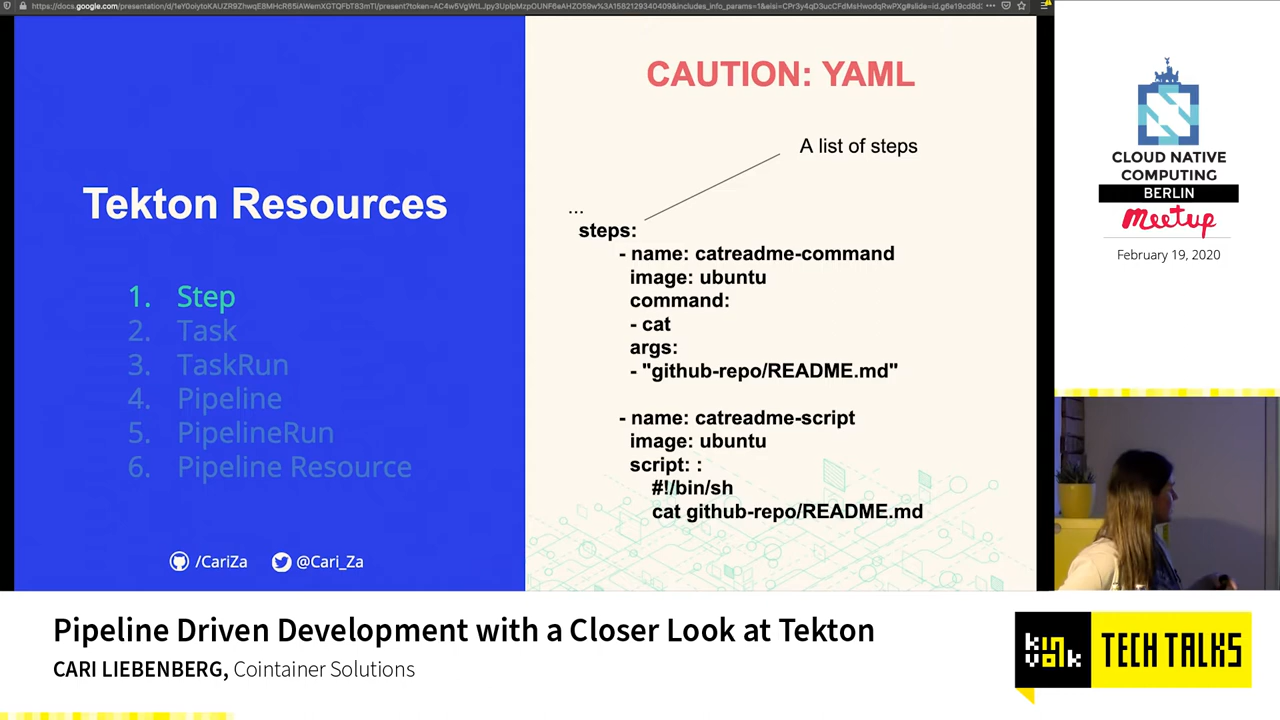 Tekton Resources
1. Step
2. Task
3. TaskRun
4. Pipeline
5. PipelineRun
6. Pipeline Resource
/CariZa @Cari_Za
CAUTION: YAML
A list of steps
...
steps:
- name: catreadme-command
image: ubuntu
command:
- cat
args:
- "github-repo/README.md"
- name: catreadme-script
image: ubuntu
script: :
#!/bin/sh
cat github-repo/README.md
CLOUD NATIVE
COMPUTING
BERLIN
meetup
February 19, 2020
Pipeline Driven Development with a Closer Look at Tekton
CARI LIEBENBERG, Cointainer Solutions
kinvolk
TECH TALKS